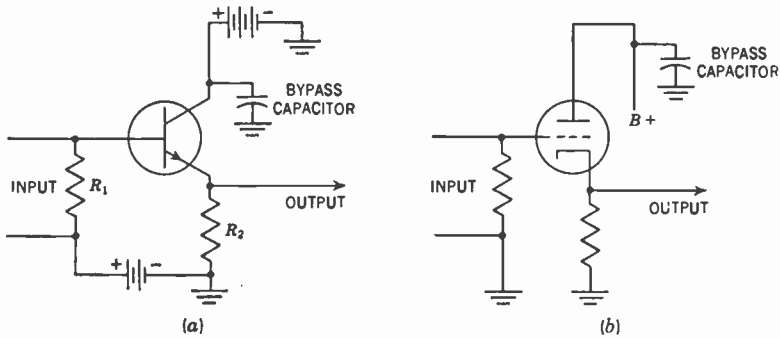 + -
BYPASS
CAPACITOR
INPUT
R₁
OUTPUT
R₂
+ -
(a)
BYPASS
CAPACITOR
B+
INPUT
OUTPUT
(b)